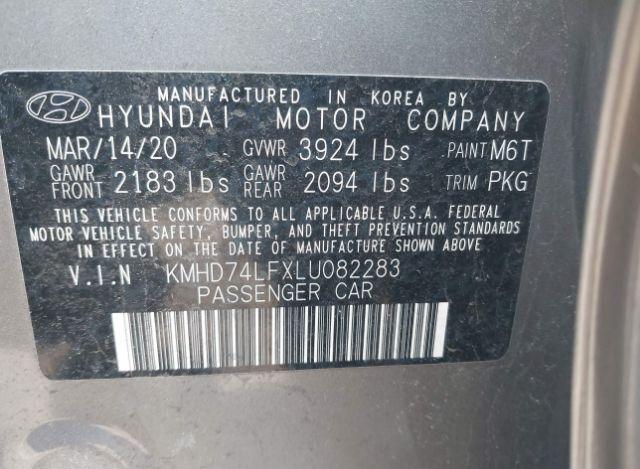 MANUFACTURED IN KOREA BY
HYUNDAI MOTOR COMPANY
MAR/14/20 GVWR 3924 lbs PAINT M6T
GAWR FRONT 2183 lbs GAWR REAR 2094 lbs TRIM PKG
THIS VEHICLE CONFORMS TO ALL APPLICABLE U.S.A. FEDERAL
MOTOR VEHICLE SAFETY, BUMPER, AND THEFT PREVENTION STANDARDS
IN EFFECT ON THE DATE OF MANUFACTURE SHOWN ABOVE
V.I.N KMHD74LFXLU082283
PASSENGER CAR